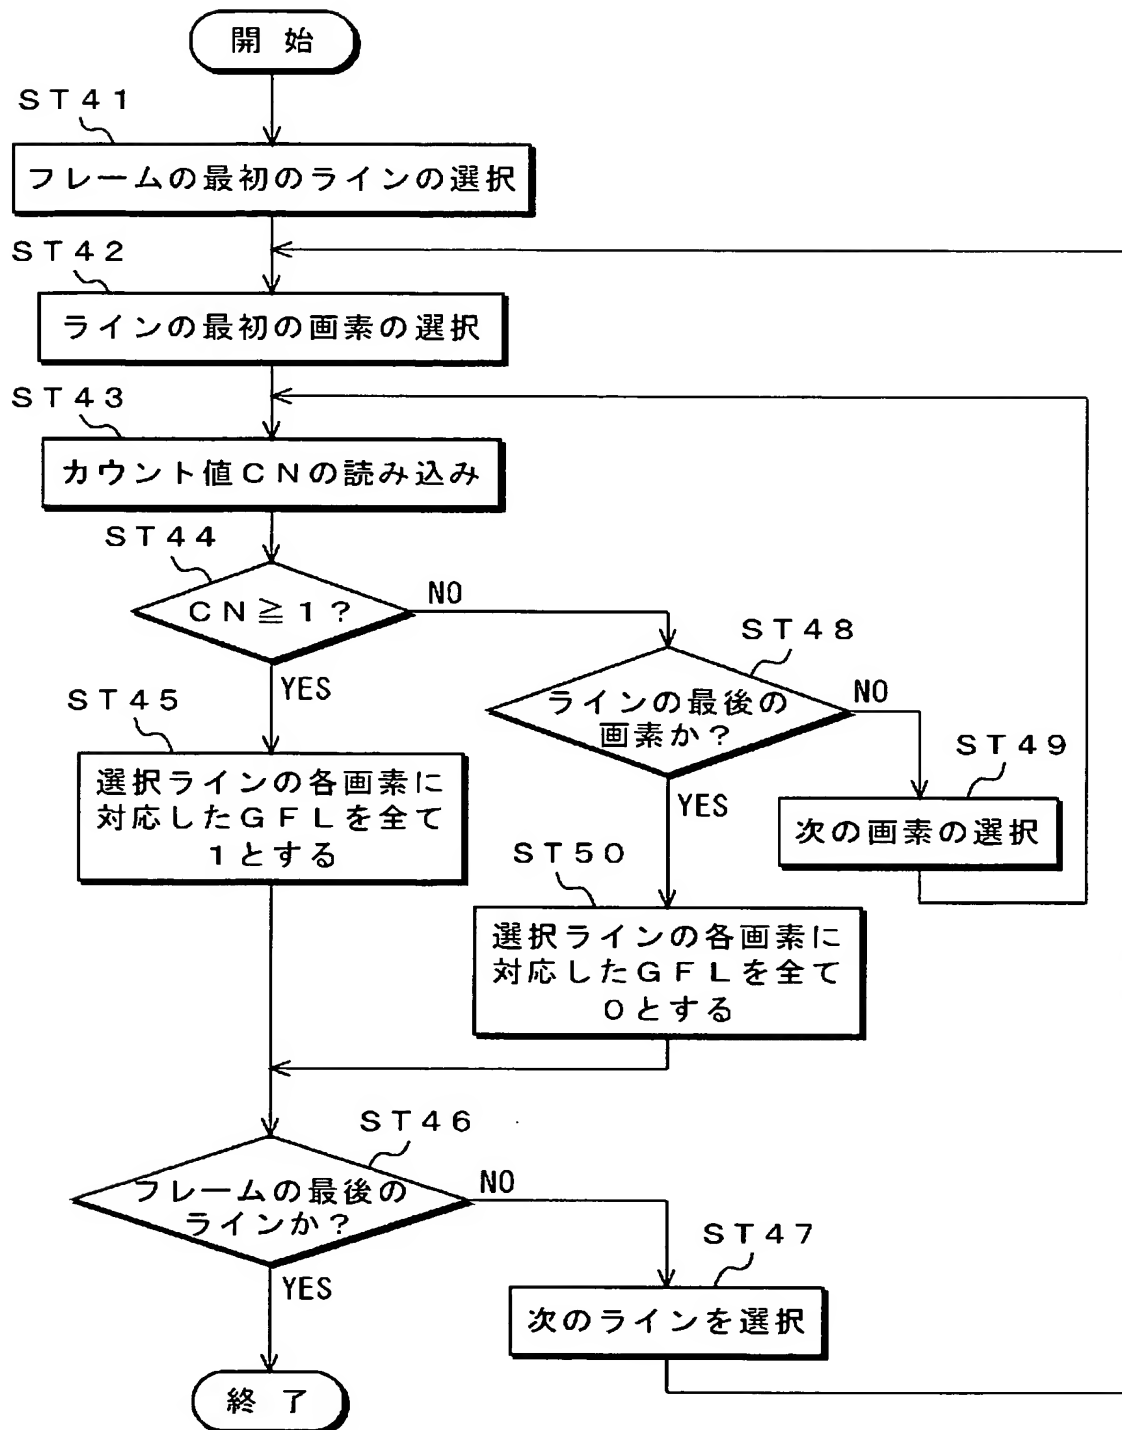 開始
ST41
フレームの最初のラインの選択
ST42
ラインの最初の画素の選択
ST43
カウント値CNの読み込み
ST44
CN≧1?
NO
YES
ST48
ラインの最後の
画素か?
NO
YES
ST45
選択ラインの各画素に
対応したGFLを全て
1とする
ST49
次の画素の選択
ST50
選択ラインの各画素に
対応したGFLを全て
0とする
ST46
フレームの最後の
ラインか?
NO
YES
ST47
次のラインを選択
終了